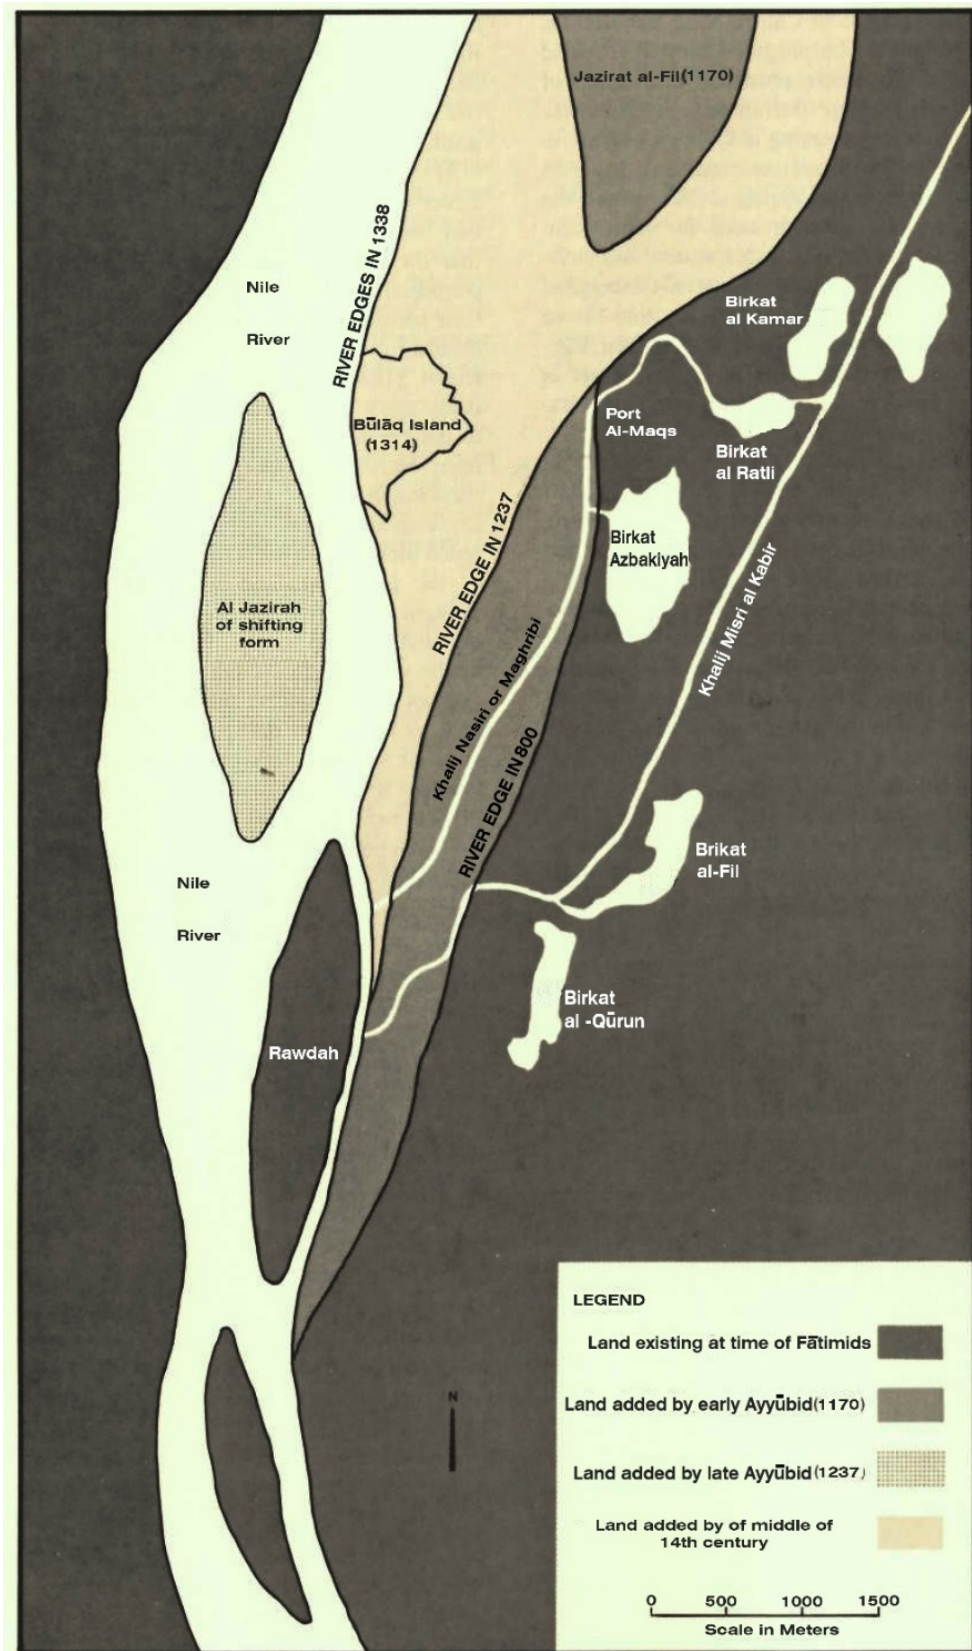 Jazirat al-Fil(1170)
RIVER EDGES IN 1338
Nile
River
Birkat
al Kamar
Būlāq Island
(1314)
Port
Al-Maqs
Birkat
al Ratli
RIVER EDGE IN 1237
Birkat
Azbakiyah
Khalij Misri al Kabir
Al Jazirah
of shifting
form
Khalij Nasiri or Maghribi
RIVER EDGE IN 800
Brikat
al-Fil
Nile
River
Birkat
al -Qūrun
Rawdah
LEGEND
Land existing at time of Fātimids
Land added by early Ayyūbid(1170)
Land added by late Ayyūbid(1237)
Land added by of middle of
14th century
N
0 500 1000 1500
Scale in Meters